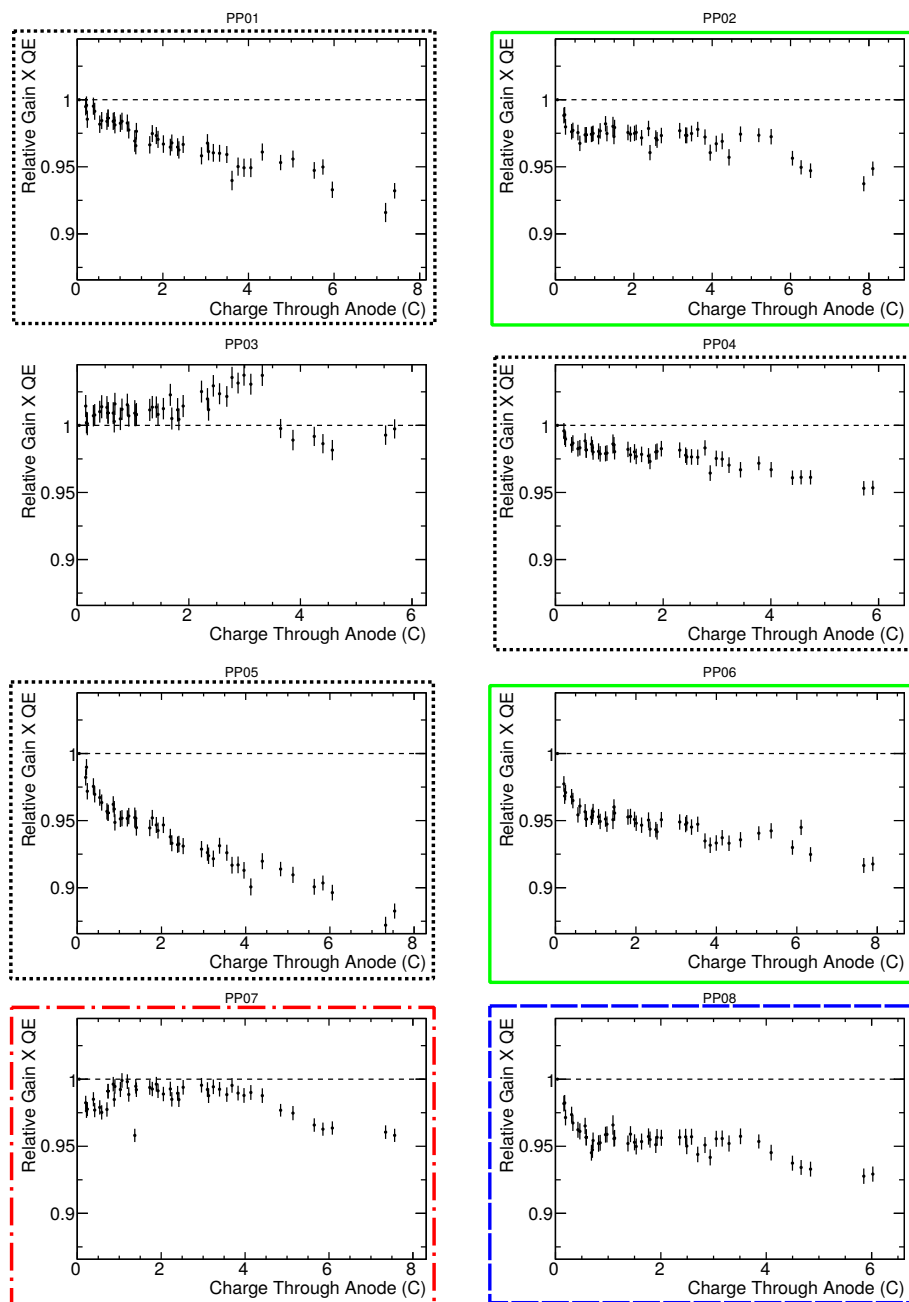 PP01
Relative Gain X QE
1
0.95
0.9
0 2 4 6 8
Charge Through Anode (C)
PP02
Relative Gain X QE
1
0.95
0.9
0 2 4 6 8
Charge Through Anode (C)
PP03
Relative Gain X QE
1
0.95
0.9
0 2 4 6
Charge Through Anode (C)
PP04
Relative Gain X QE
1
0.95
0.9
0 2 4 6
Charge Through Anode (C)
PP05
Relative Gain X QE
1
0.95
0.9
0 2 4 6 8
Charge Through Anode (C)
PP06
Relative Gain X QE
1
0.95
0.9
0 2 4 6 8
Charge Through Anode (C)
PP07
Relative Gain X QE
1
0.95
0.9
0 2 4 6 8
Charge Through Anode (C)
PP08
Relative Gain X QE
1
0.95
0.9
0 2 4 6
Charge Through Anode (C)